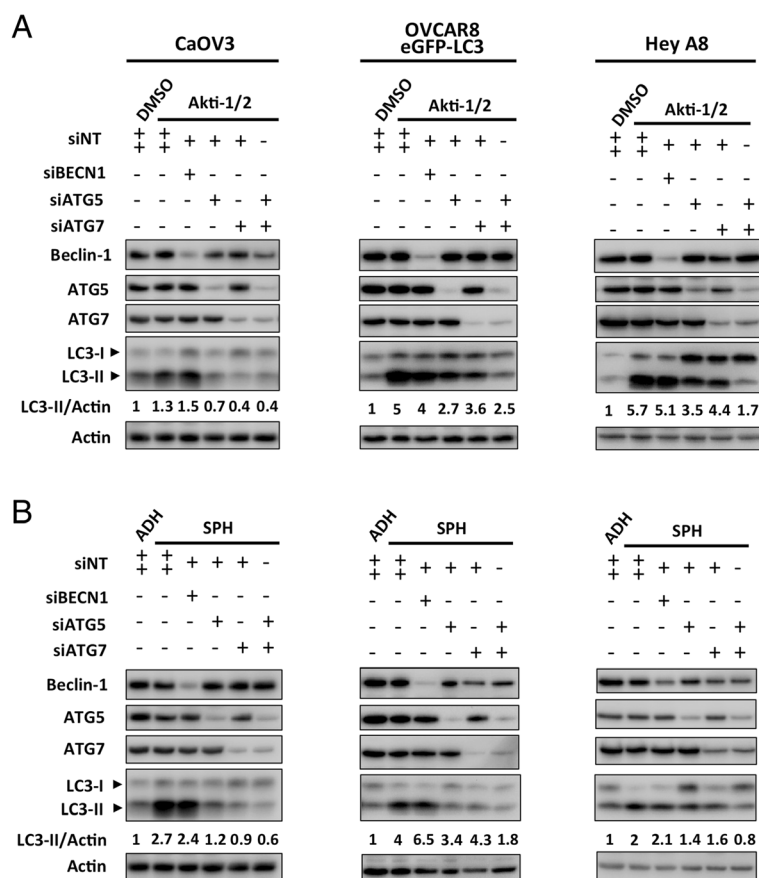 A
CaOV3
OVCAR8
eGFP-LC3
Hey A8
DMSO Akti-1/2 DMSO Akti-1/2 DMSO Akti-1/2
siNT ++ ++ + + + - ++ ++ + + + - ++ ++ + + + -
siBECN1 - - + - - - - - + - - - - - + - - -
siATG5 - - - + - + - - - + - + - - - + - +
siATG7 - - - - + + - - - - + + - - - - + +
Beclin-1
ATG5
ATG7
LC3-I ►
LC3-II ►
LC3-II/Actin 1 1.3 1.5 0.7 0.4 0.4 1 5 4 2.7 3.6 2.5 1 5.7 5.1 3.5 4.4 1.7
Actin
B
ADH SPH ADH SPH ADH SPH
siNT ++ ++ + + + - ++ ++ + + + - ++ ++ + + + -
siBECN1 - - + - - - - - + - - - - - + - - -
siATG5 - - - + - + - - - + - + - - - + - +
siATG7 - - - - + + - - - - + + - - - - + +
Beclin-1
ATG5
ATG7
LC3-I ►
LC3-II ►
LC3-II/Actin 1 2.7 2.4 1.2 0.9 0.6 1 4 6.5 3.4 4.3 1.8 1 2 2.1 1.4 1.6 0.8
Actin